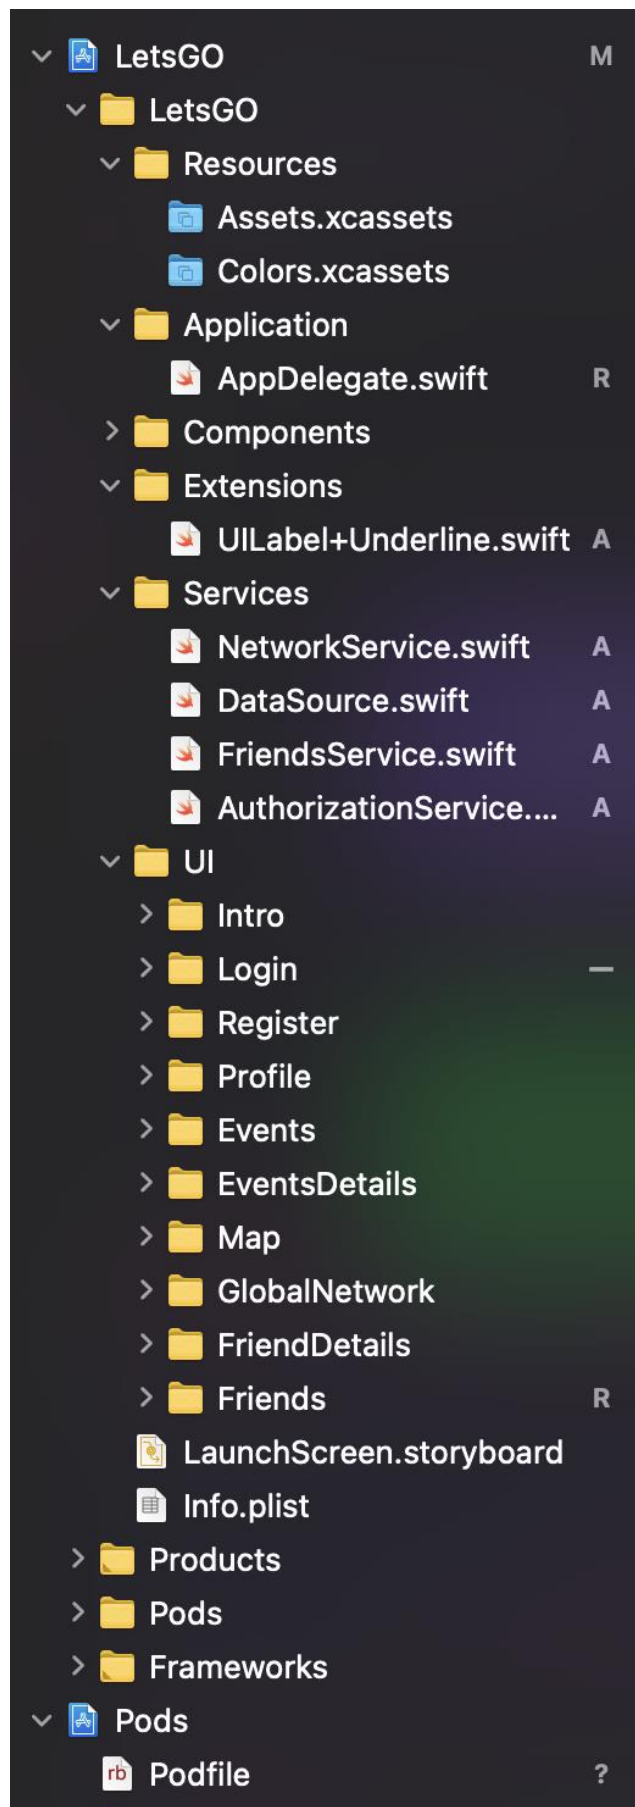 LetsGO M
LetsGO
Resources
Assets.xcassets
Colors.xcassets
Application
AppDelegate.swift R
Components
Extensions
UILabel+Underline.swift A
Services
NetworkService.swift A
DataSource.swift A
FriendsService.swift A
AuthorizationService.... A
UI
Intro
Login —
Register
Profile
Events
EventsDetails
Map
GlobalNetwork
FriendDetails
Friends R
LaunchScreen.storyboard
Info.plist
Products
Pods
Frameworks
Pods
rb Podfile ?